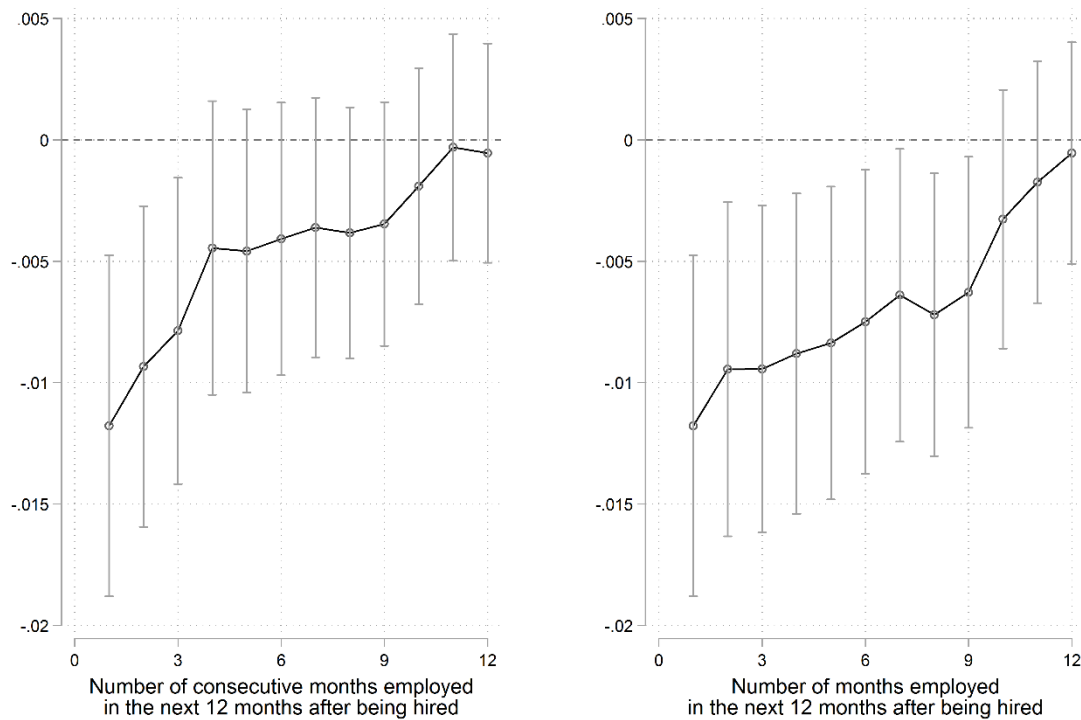 .005
0
-.005
-.01
-.015
-.02
0 3 6 9 12
Number of consecutive months employed
in the next 12 months after being hired
.005
0
-.005
-.01
-.015
-.02
0 3 6 9 12
Number of months employed
in the next 12 months after being hired